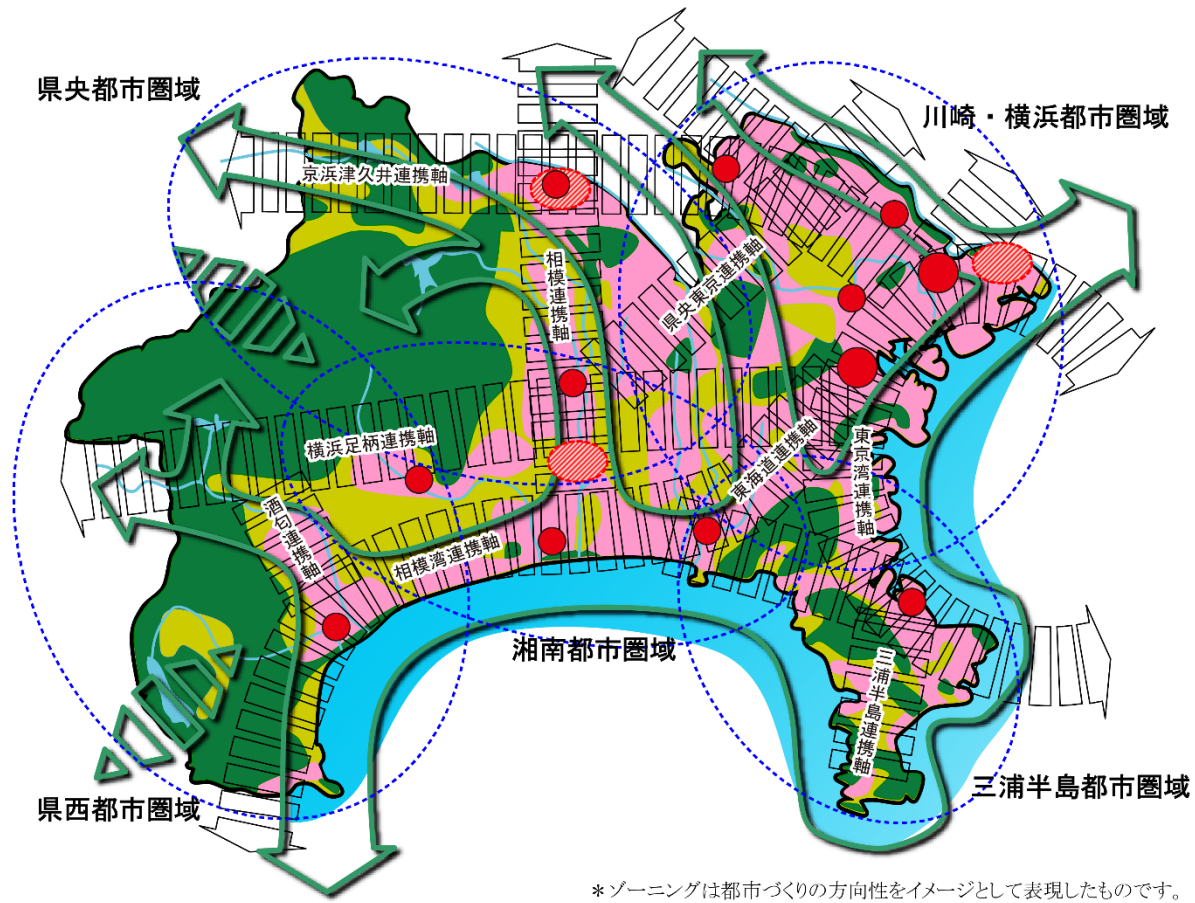 県央都市圏域
川崎・横浜都市圏域
京浜津久井連携軸
相模連携軸
県央東京連携軸
横浜足柄連携軸
東海道連携軸
東京湾連携軸
酒匂連携軸
相模湾連携軸
湘南都市圏域
三浦半島連携軸
県西都市圏域
三浦半島都市圏域
*ゾーニングは都市づくりの方向性をイメージとして表現したものです。